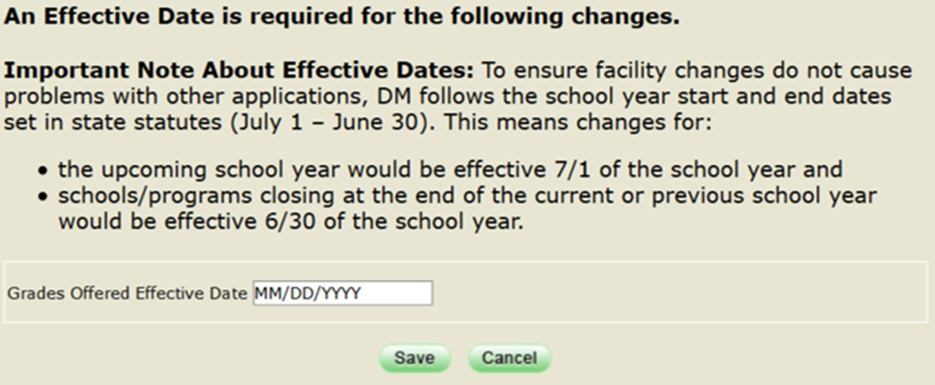 An Effective Date is required for the following changes.
Important Note About Effective Dates: To ensure facility changes do not cause
problems with other applications, DM follows the school year start and end dates
set in state statutes (July 1 – June 30). This means changes for:
• the upcoming school year would be effective 7/1 of the school year and
• schools/programs closing at the end of the current or previous school year
would be effective 6/30 of the school year.
Grades Offered Effective Date MM/DD/YYYY
Save Cancel